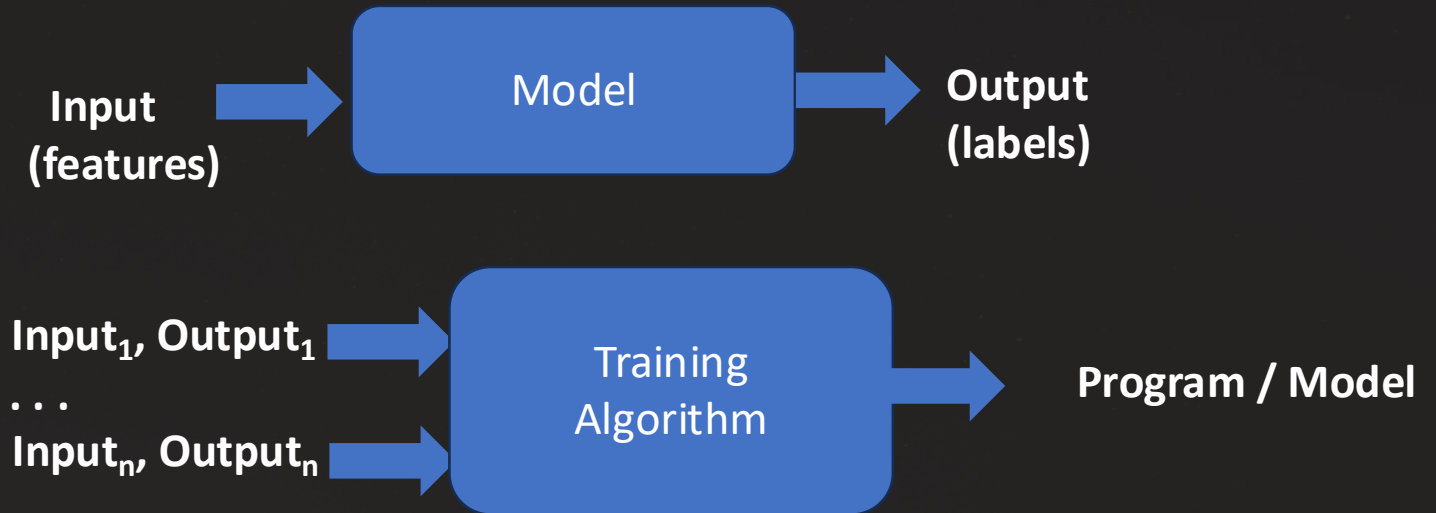 Input
(features)
Model
Output
(labels)
Input₁, Output₁
. . .
Inputₙ, Outputₙ
Training
Algorithm
Program / Model